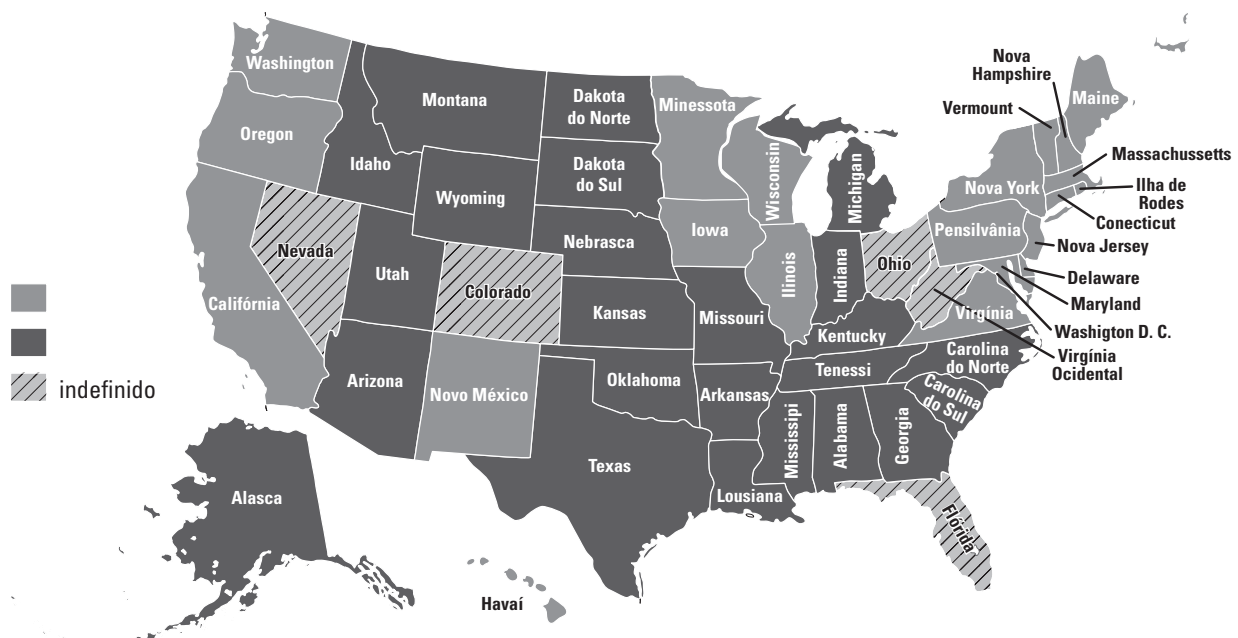 Nova
Hampshire
Vermount
Maine
Washington
Montana
Dakota
do Norte
Minessota
Oregon
Idaho
Dakota
do Sul
Wisconsin
Michigan
Massachussetts
Wyoming
Nova York
Ilha de
Rodes
Conecticut
Nebrasca
Iowa
Pensilvânia
Nova Jersey
Nevada
Utah
Colorado
Illinois
Indiana
Ohio
Delaware
Maryland
Califórnia
Kansas
Missouri
Virgínia
Washigton D. C.
Kentucky
Virgínia
Ocidental
indefinido
Arizona
Novo México
Oklahoma
Arkansas
Tenessi
Carolina
do Norte
Carolina
do Sul
Mississipi
Alabama
Georgia
Texas
Lousiana
Alasca
Flórida
Havaí